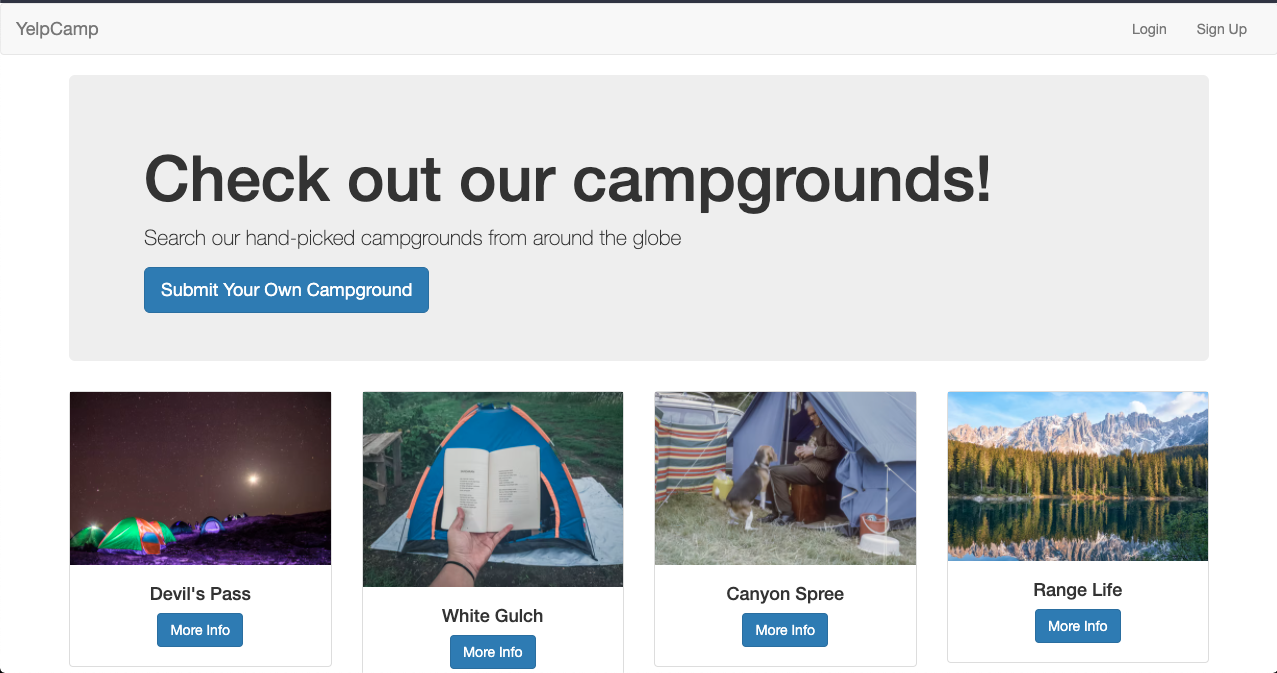 YelpCamp
Login
Sign Up
Check out our campgrounds!
Search our hand-picked campgrounds from around the globe
Submit Your Own Campground
Devil's Pass
More Info
White Gulch
More Info
Canyon Spree
More Info
Range Life
More Info